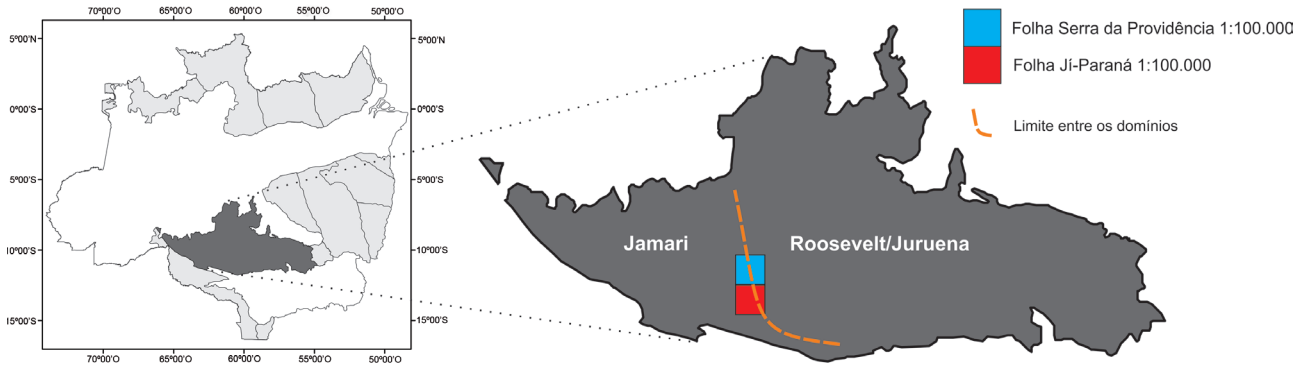 70°00'O 65°00'O 60°00'O 55°00'O 50°00'O
5°00'N 5°00'N
0°00'S 0°00'S
5°00'S 5°00'S
10°00'S 10°00'S
15°00'S 15°00'S
70°00'O 65°00'O 60°00'O 55°00'O 50°00'O
Folha Serra da Providência 1:100.000
Folha Jí-Paraná 1:100.000
Limite entre os domínios
Jamari
Roosevelt/Juruena